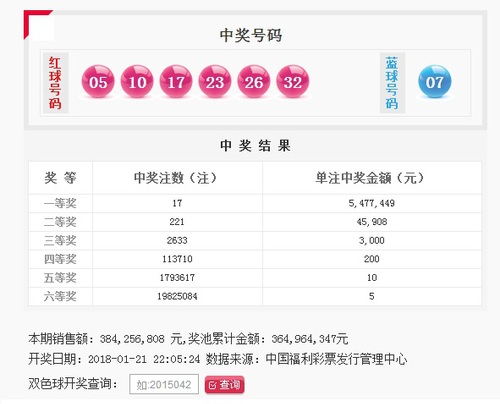 中奖号码
红球号码 05 10 17 23 26 32 蓝球号码 07
中 奖 结 果
奖 等 中奖注数（注） 单注中奖金额（元）
一等奖 17 5,477,449
二等奖 221 45,908
三等奖 2633 3,000
四等奖 113710 200
五等奖 1793617 10
六等奖 19825084 5
本期销售额：384,256,808 元,奖池累计金额：364,964,347元
开奖日期：2018-01-21 22:05:24 数据来源：中国福利彩票发行管理中心
双色球开奖查询： 如:2015042 查询